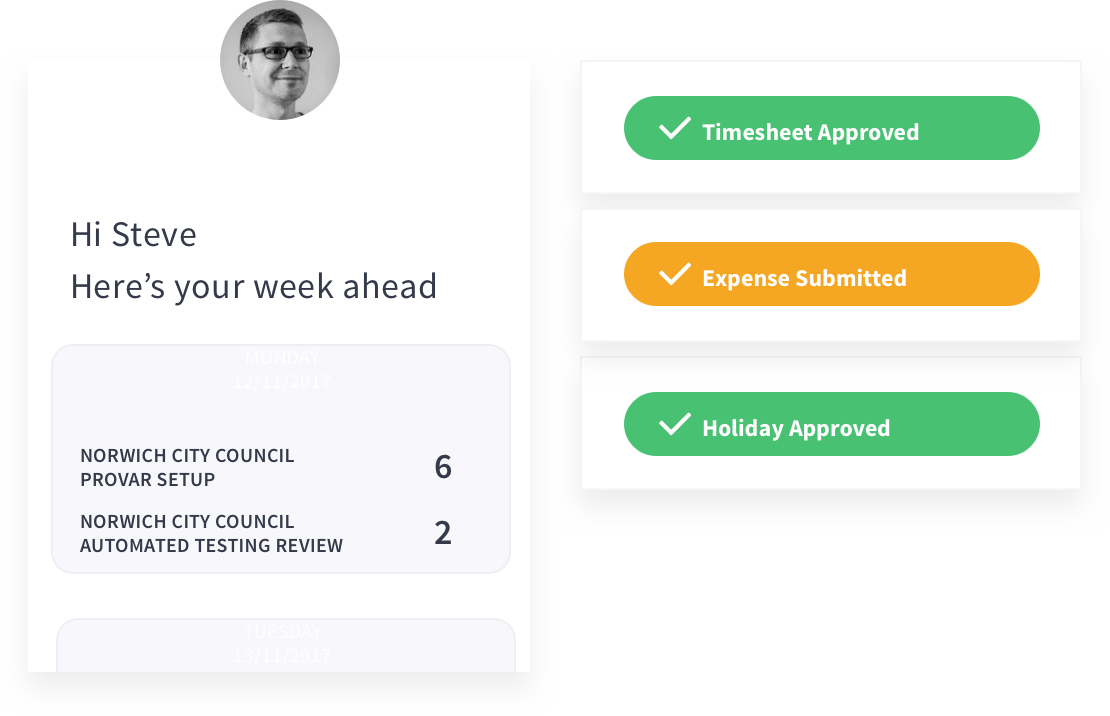 Hi Steve
Here’s your week ahead
MONDAY
12/11/2017
NORWICH CITY COUNCIL
PROVAR SETUP
6
NORWICH CITY COUNCIL
AUTOMATED TESTING REVIEW
2
TUESDAY
13/11/2017
Timesheet Approved
Expense Submitted
Holiday Approved